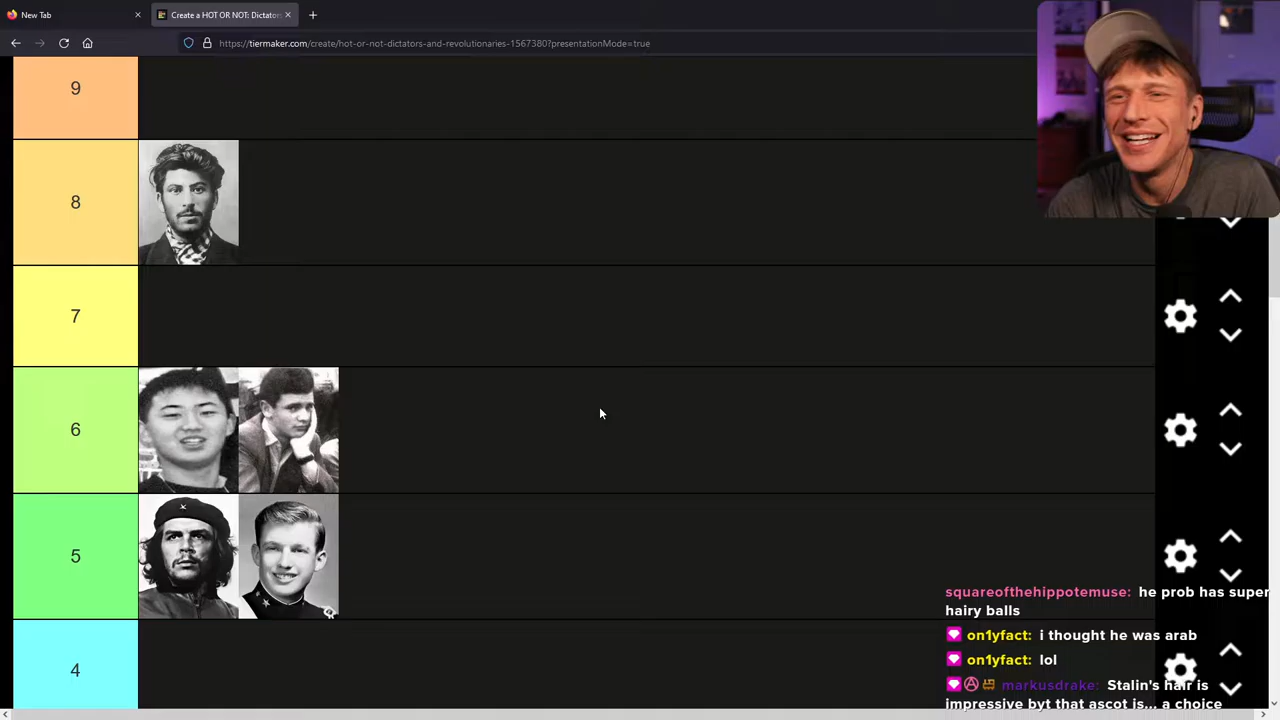 New Tab
Create a HOT OR NOT: Dictator
https://tiermaker.com/create/hot-or-not-dictators-and-revolutionaries-1567380?presentationMode=true
9
8
7
6
5
4
squareofthehippotemuse: he prob has super
hairy balls
on1yfact: i thought he was arab
on1yfact: lol
markusdrake: Stalin's hair is
impressive byt that ascot is... a choice